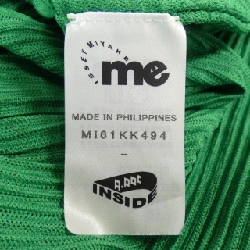 ISSEY MIYAKE
me
MADE IN PHILIPPINES
MI61KK494
-
A-POC
INSIDE